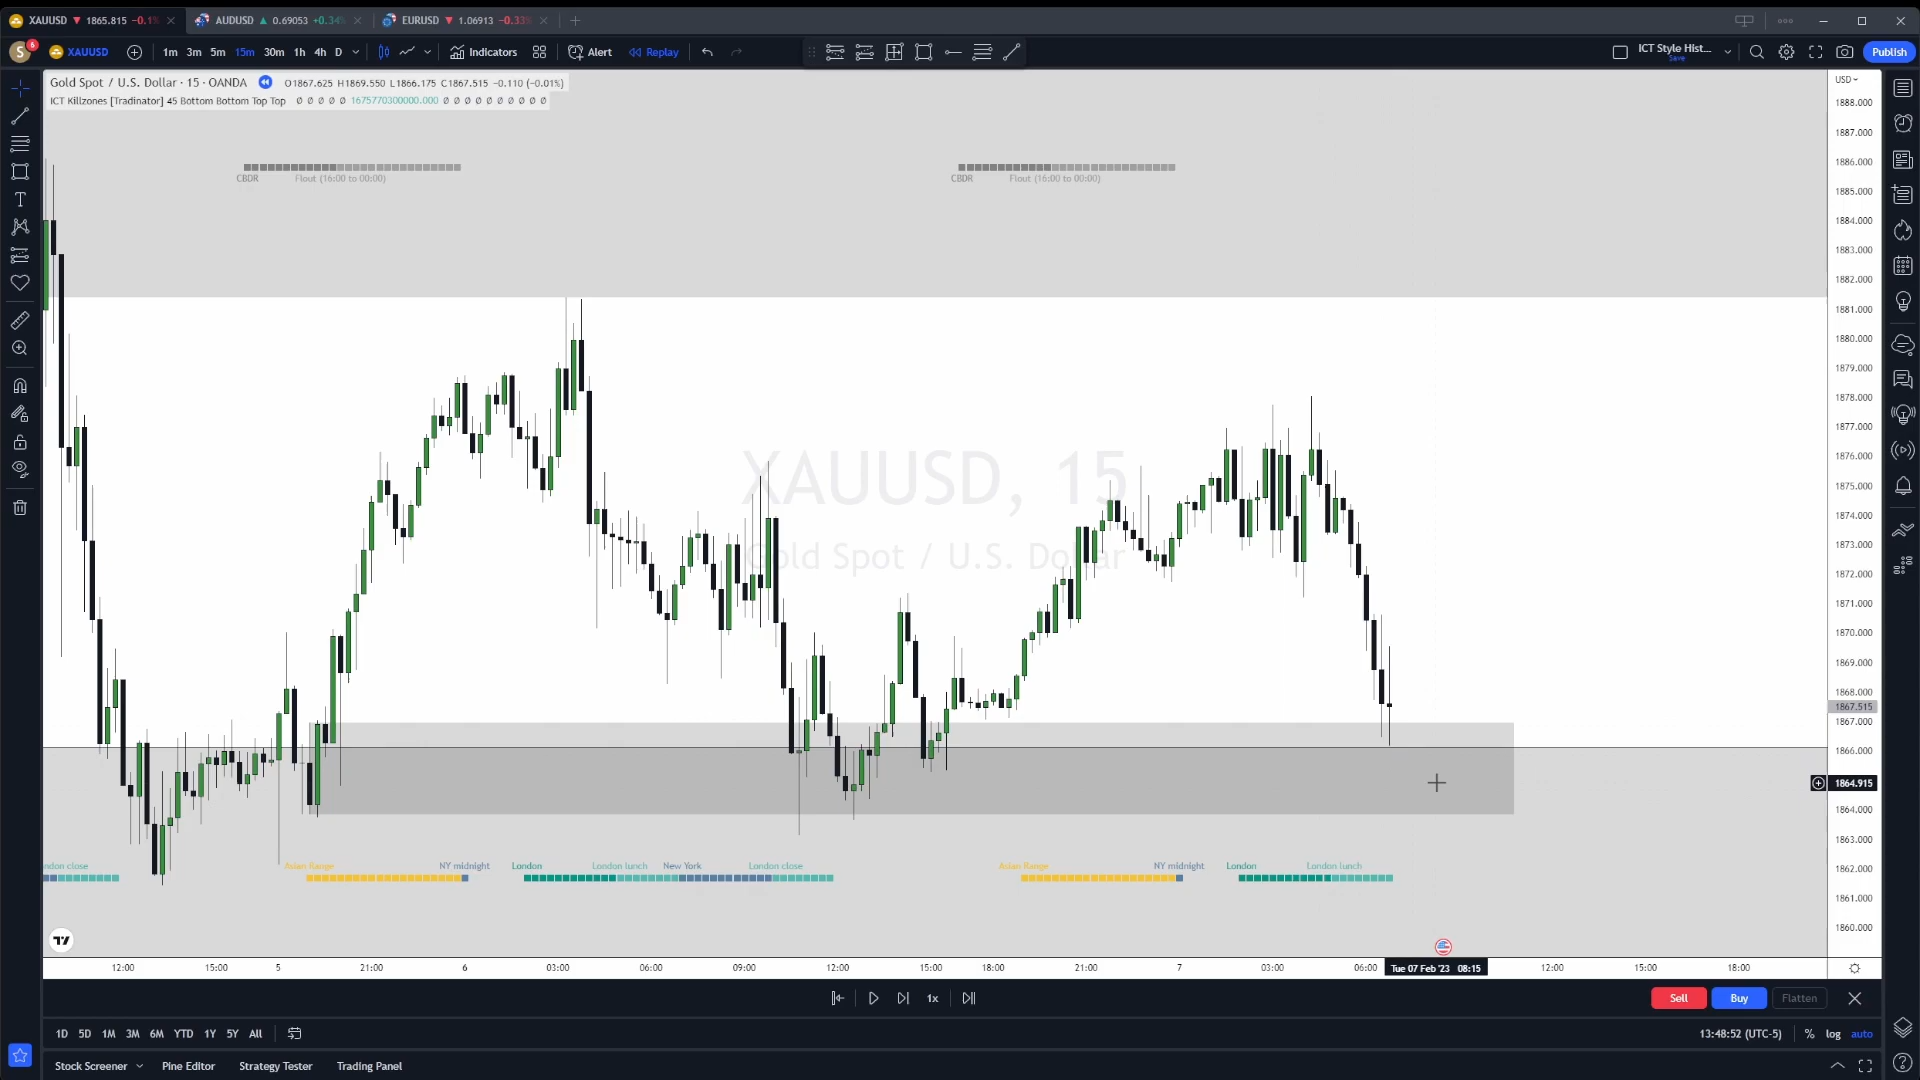 XAUUSD ▼ 1865.815 −0.1%
AUDUSD ▲ 0.69053 +0.34%
EURUSD ▼ 1.06913 −0.33%
S 6 XAUUSD 1m 3m 5m 15m 30m 1h 4h D Indicators Alert Replay
ICT Style Hist...
Save
Publish
Gold Spot / U.S. Dollar · 15 · OANDA O1867.625 H1869.550 L1866.175 C1867.515 −0.110 (−0.01%)
ICT Killzones [Tradinator] 45 Bottom Bottom Top Top Ø Ø Ø Ø Ø 1675770300000.000 Ø Ø Ø Ø Ø Ø Ø Ø Ø Ø
USD
1888.000
1887.000
1886.000
1885.000
1884.000
1883.000
1882.000
1881.000
1880.000
1879.000
1878.000
1877.000
1876.000
1875.000
1874.000
1873.000
1872.000
1871.000
1870.000
1869.000
1868.000
1867.515
1867.000
1866.000
1864.915
1864.000
1863.000
1862.000
1861.000
1860.000
CBDR Flout (16:00 to 00:00)
CBDR Flout (16:00 to 00:00)
XAUUSD, 15
Gold Spot / U.S. Dollar
ndon close Asian Range NY midnight London London lunch New York London close Asian Range NY midnight London London lunch
12:00 15:00 5 21:00 6 03:00 06:00 09:00 12:00 15:00 18:00 21:00 7 03:00 06:00 Tue 07 Feb '23 08:15 12:00 15:00 18:00
1x
Sell Buy Flatten
1D 5D 1M 3M 6M YTD 1Y 5Y All
13:48:52 (UTC-5) % log auto
Stock Screener Pine Editor Strategy Tester Trading Panel